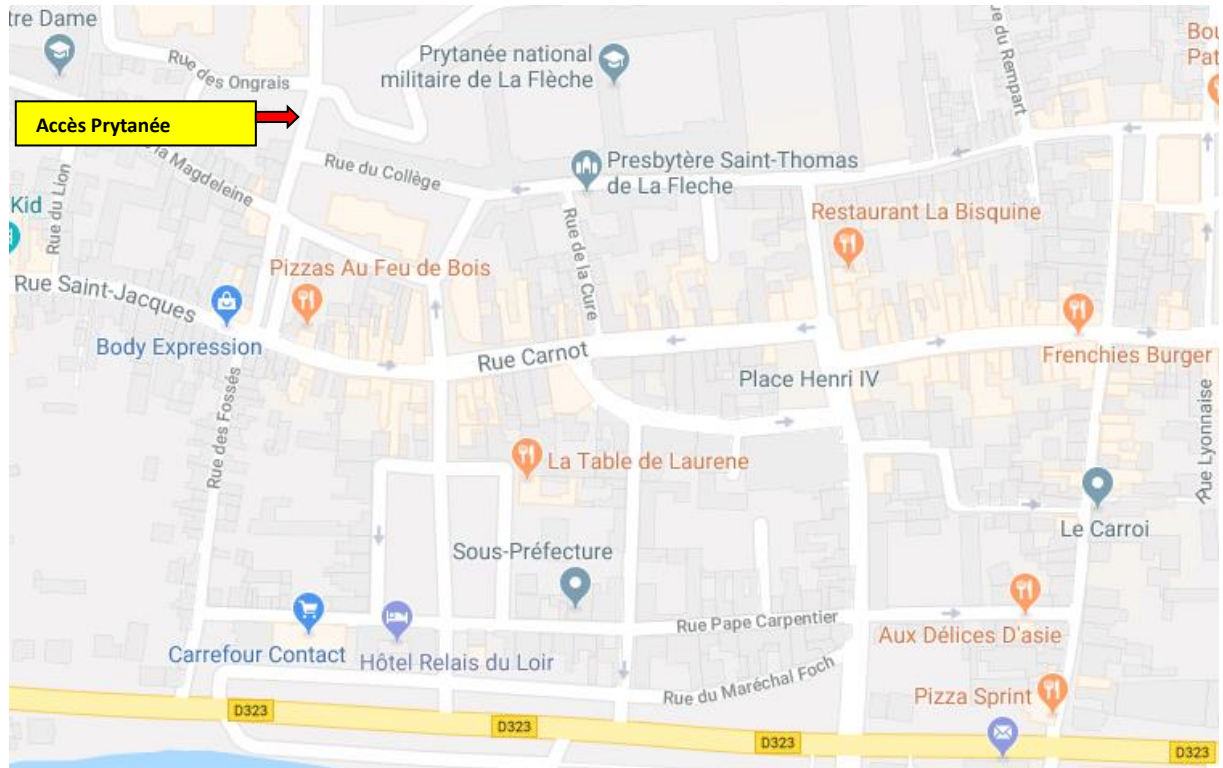 tre Dame
Rue des Ongrais
Prytanée national
militaire de La Flèche
e du Rempart
Bou
Pat
Accès Prytanée
la Magdeleine
Rue du Lion
Rue du Collège
Presbytère Saint-Thomas
de La Fleche
Kid
Rue de la Cure
Restaurant La Bisquine
Pizzas Au Feu de Bois
Rue Saint-Jacques
Body Expression
Rue Carnot
Place Henri IV
Frenchies Burger
Rue des Fossés
Rue Lyonnaise
La Table de Laurene
Le Carroi
Sous-Préfecture
Rue Pape Carpentier
Aux Délices D'asie
Carrefour Contact
Hôtel Relais du Loir
Rue du Maréchal Foch
Pizza Sprint
D323
D323
D323
D323